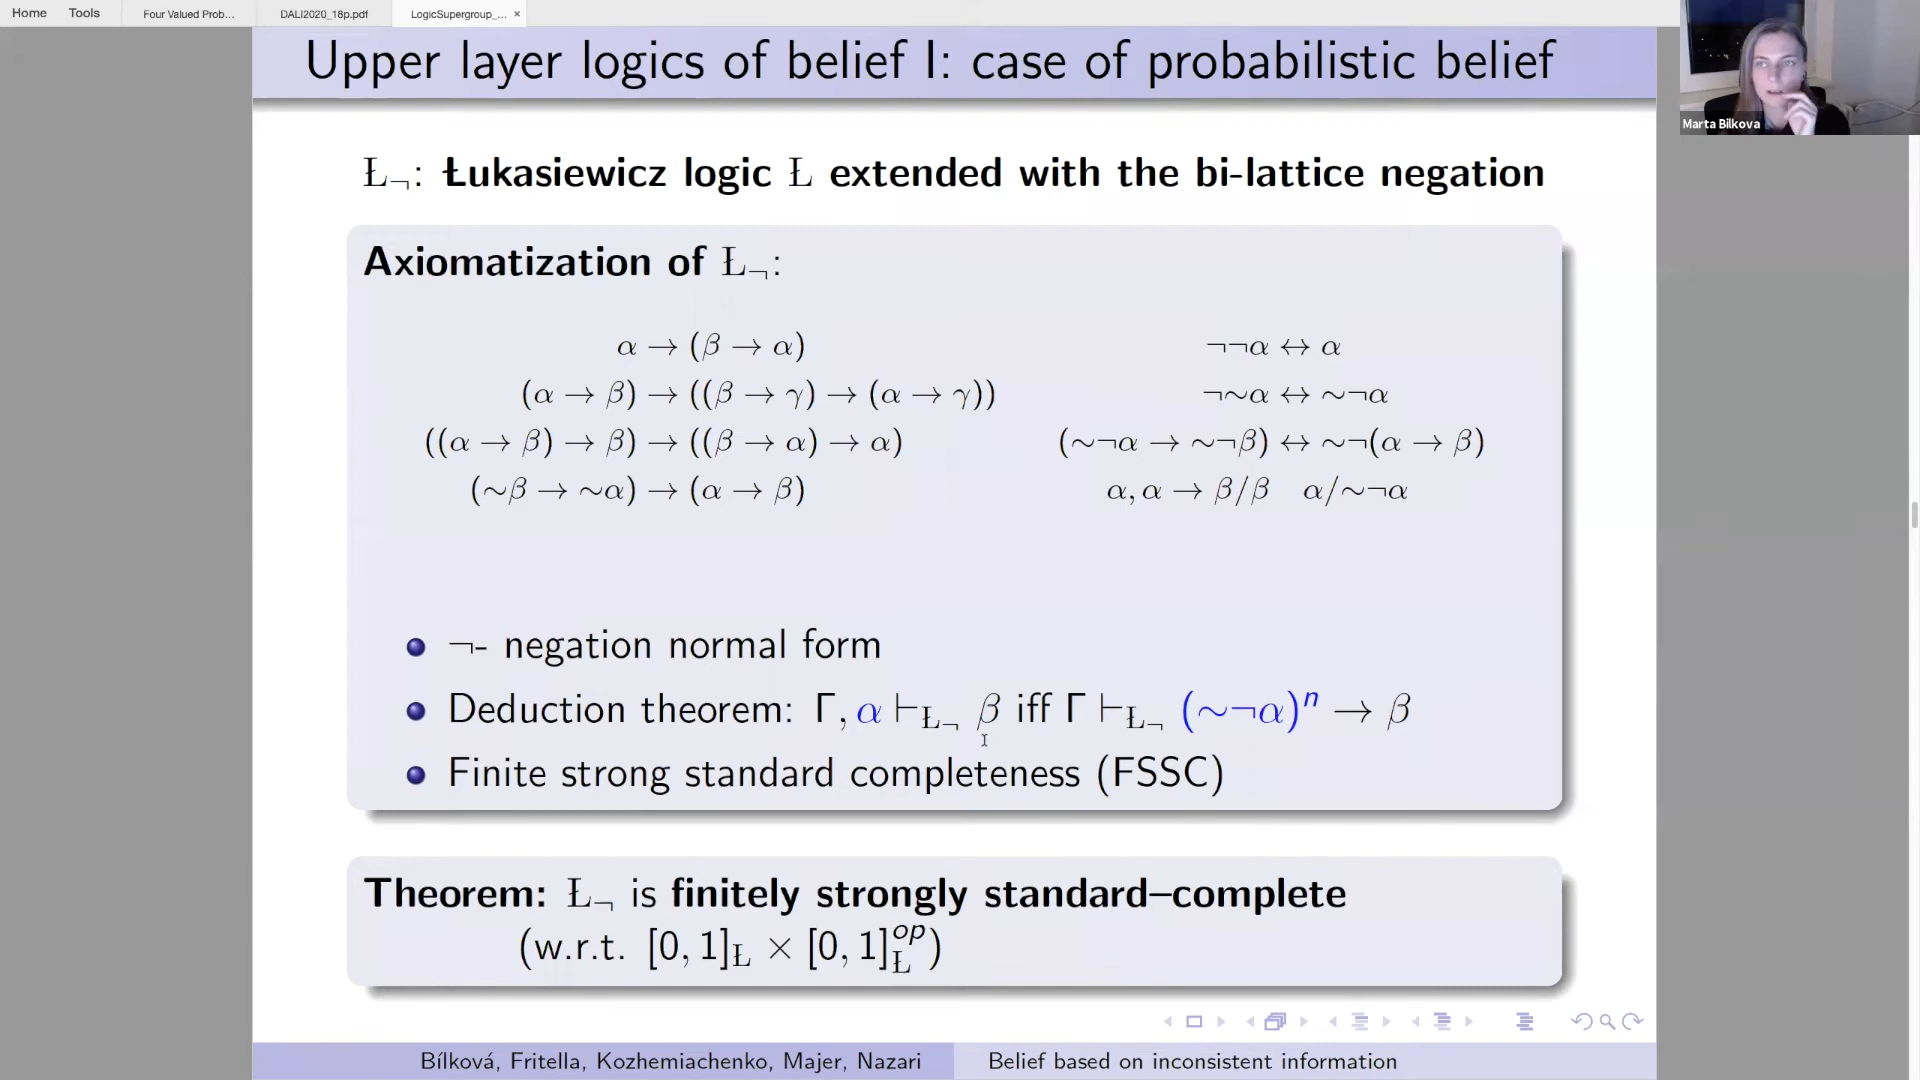 Home Tools Four Valued Prob... DALI2020_18p.pdf LogicSupergroup_... ×
Upper layer logics of belief I: case of probabilistic belief
Marta Bilkova
Ł¬: Łukasiewicz logic Ł extended with the bi-lattice negation
Axiomatization of Ł¬:
α → (β → α) ¬¬α ↔ α
(α → β) → ((β → γ) → (α → γ)) ¬∼α ↔ ∼¬α
((α → β) → β) → ((β → α) → α) (∼¬α → ∼¬β) ↔ ∼¬(α → β)
(∼β → ∼α) → (α → β) α, α → β/β α/∼¬α
¬- negation normal form
Deduction theorem: Γ, α ⊢Ł¬ β iff Γ ⊢Ł¬ (∼¬α)ⁿ → β
Finite strong standard completeness (FSSC)
Theorem: Ł¬ is finitely strongly standard–complete
(w.r.t. [0, 1]Ł × [0, 1]Ł^op)
Bílková, Fritella, Kozhemiachenko, Majer, Nazari Belief based on inconsistent information